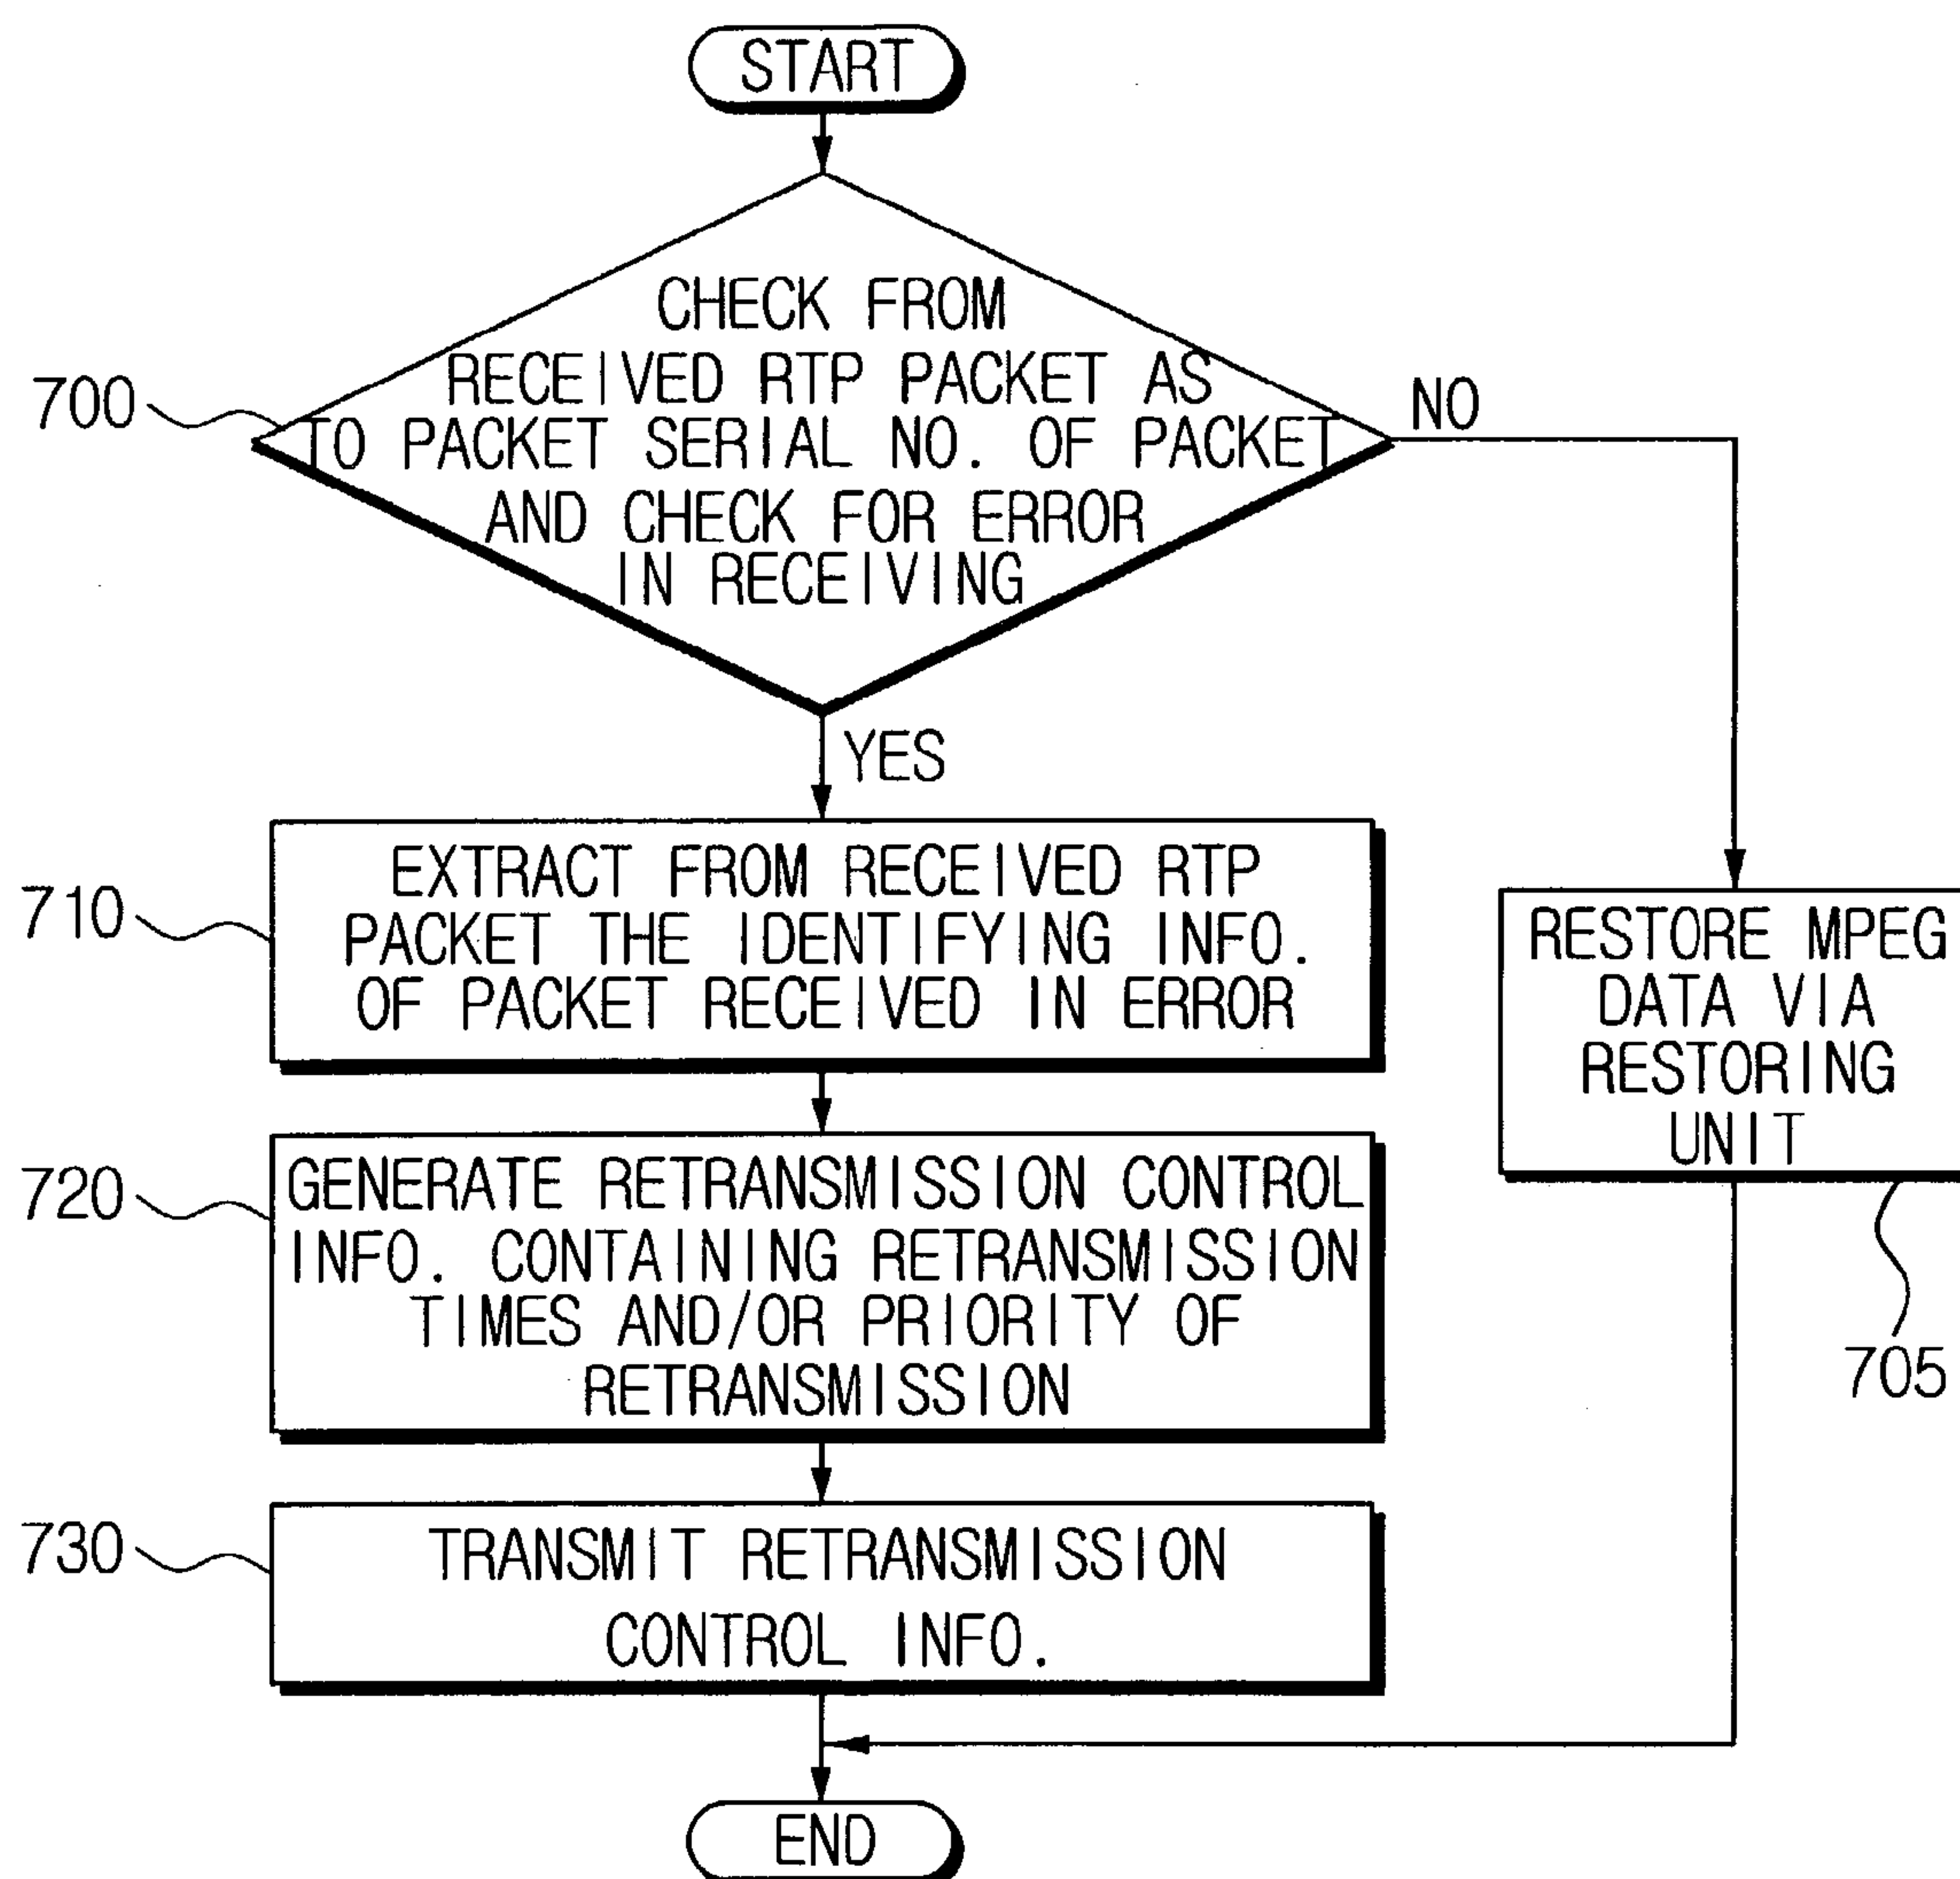 START
CHECK FROM
RECEIVED RTP PACKET AS
TO PACKET SERIAL NO. OF PACKET
AND CHECK FOR ERROR
IN RECEIVING
700
NO
YES
710
EXTRACT FROM RECEIVED RTP
PACKET THE IDENTIFYING INFO.
OF PACKET RECEIVED IN ERROR
RESTORE MPEG
DATA VIA
RESTORING
UNIT
705
720
GENERATE RETRANSMISSION CONTROL
INFO. CONTAINING RETRANSMISSION
TIMES AND/OR PRIORITY OF
RETRANSMISSION
730
TRANSMIT RETRANSMISSION
CONTROL INFO.
END